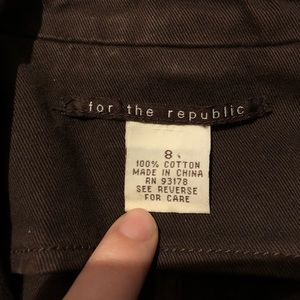 for the republic
8
100% COTTON
MADE IN CHINA
RN 93178
SEE REVERSE
FOR CARE